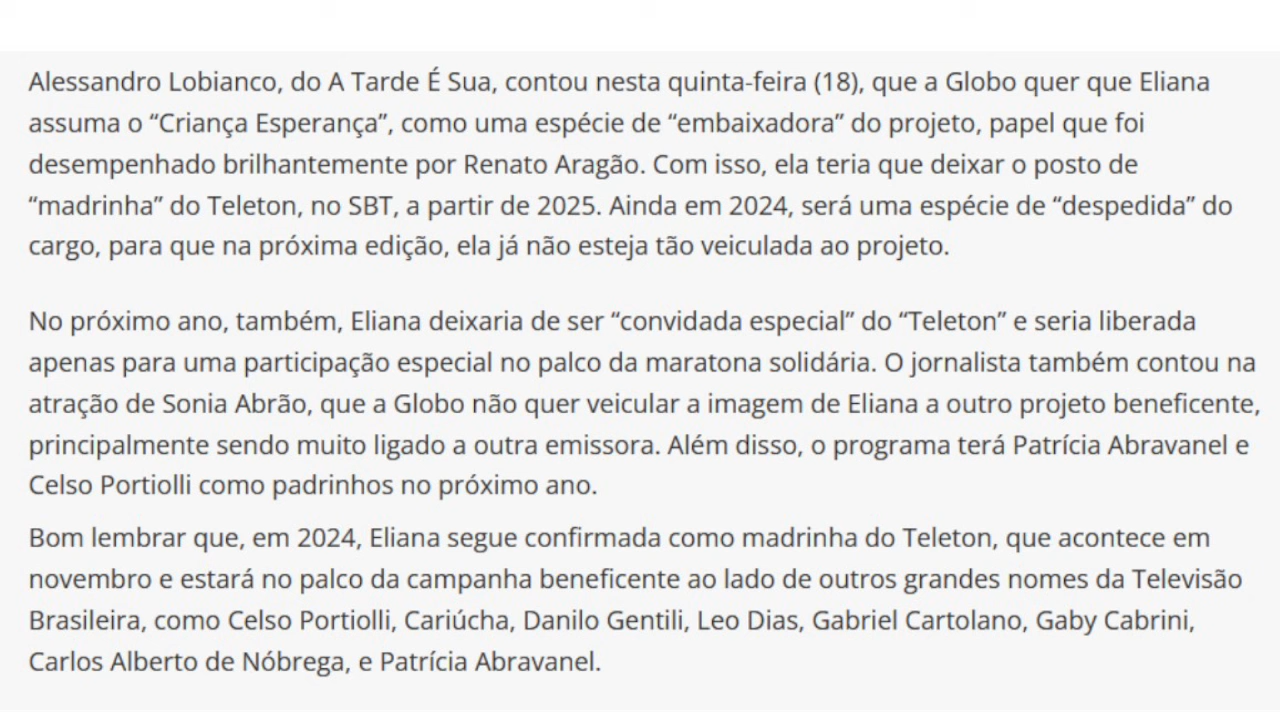 Alessandro Lobianco, do A Tarde É Sua, contou nesta quinta-feira (18), que a Globo quer que Eliana
assuma o “Criança Esperança”, como uma espécie de “embaixadora” do projeto, papel que foi
desempenhado brilhantemente por Renato Aragão. Com isso, ela teria que deixar o posto de
“madrinha” do Teleton, no SBT, a partir de 2025. Ainda em 2024, será uma espécie de “despedida” do
cargo, para que na próxima edição, ela já não esteja tão veiculada ao projeto.
No próximo ano, também, Eliana deixaria de ser “convidada especial” do “Teleton” e seria liberada
apenas para uma participação especial no palco da maratona solidária. O jornalista também contou na
atração de Sonia Abrão, que a Globo não quer veicular a imagem de Eliana a outro projeto beneficente,
principalmente sendo muito ligado a outra emissora. Além disso, o programa terá Patrícia Abravanel e
Celso Portiolli como padrinhos no próximo ano.
Bom lembrar que, em 2024, Eliana segue confirmada como madrinha do Teleton, que acontece em
novembro e estará no palco da campanha beneficente ao lado de outros grandes nomes da Televisão
Brasileira, como Celso Portiolli, Cariúcha, Danilo Gentili, Leo Dias, Gabriel Cartolano, Gaby Cabrini,
Carlos Alberto de Nóbrega, e Patrícia Abravanel.